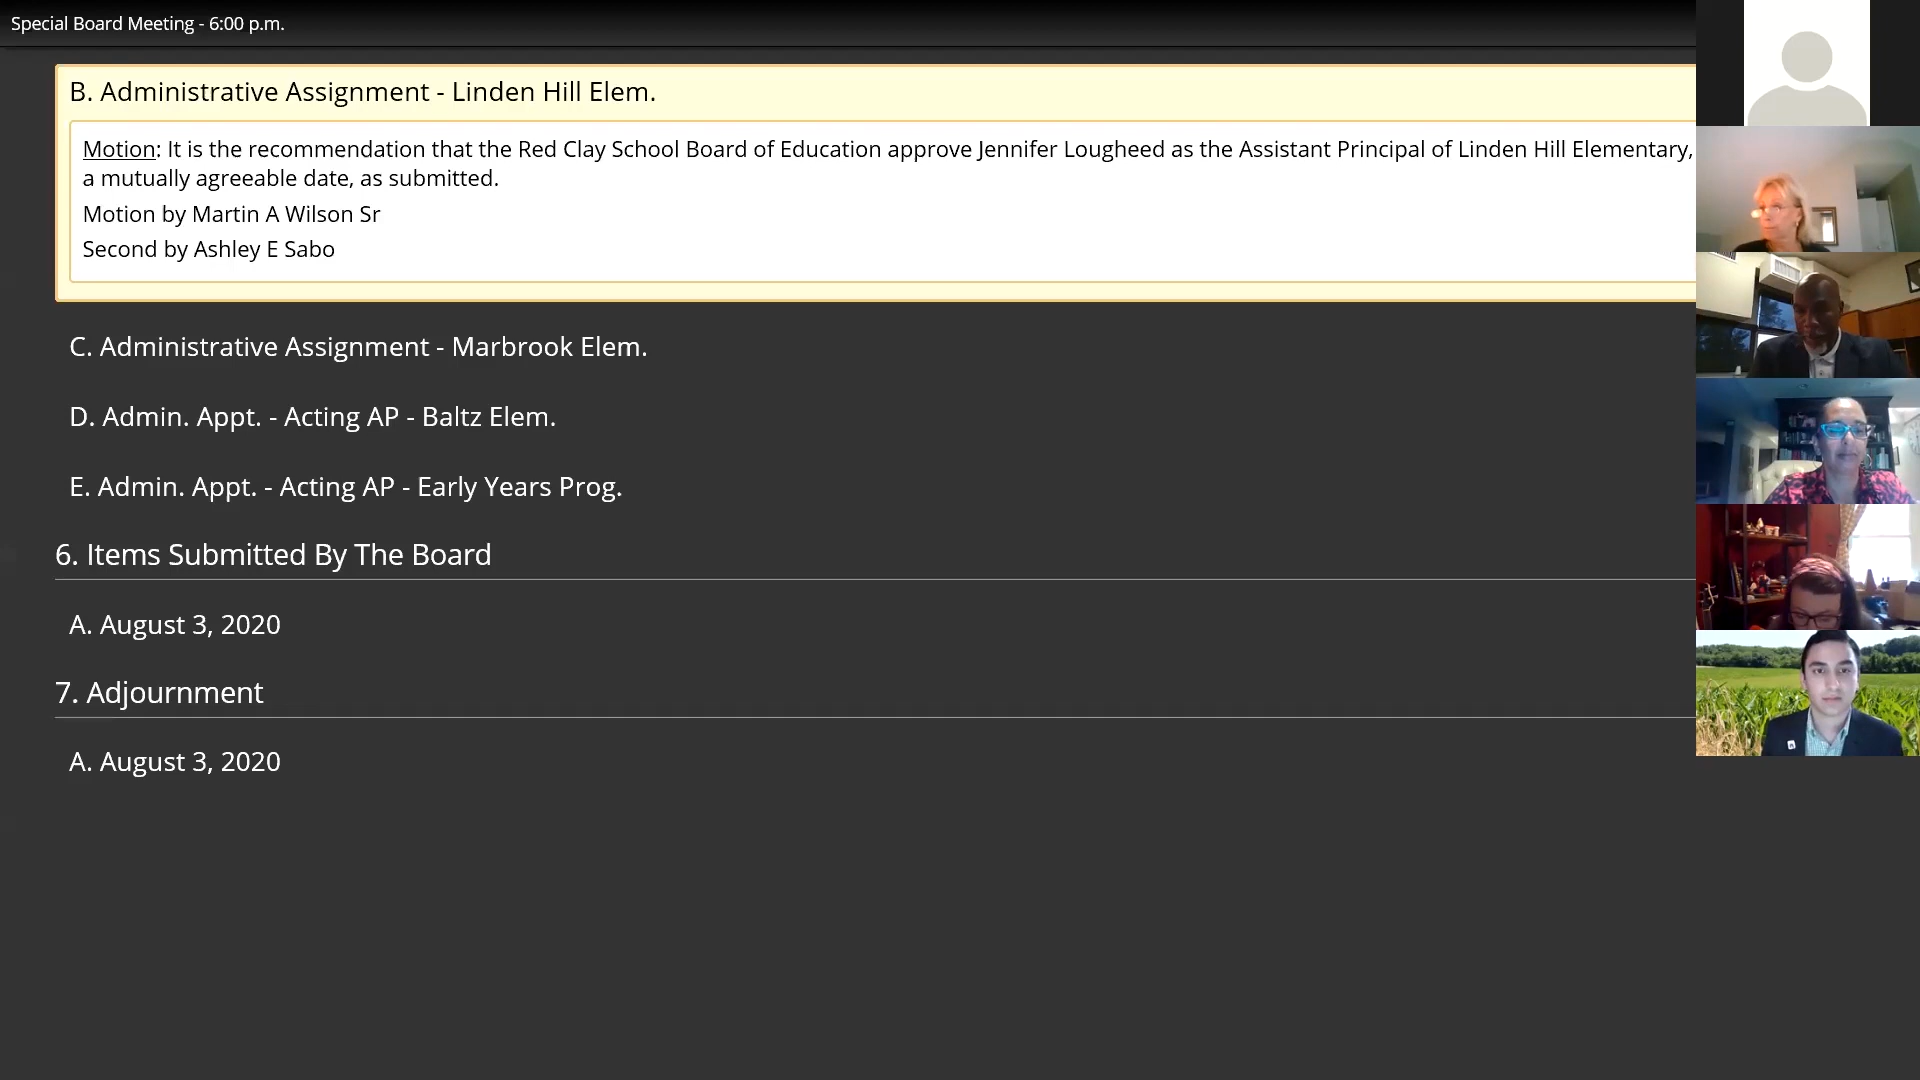 Special Board Meeting - 6:00 p.m.
B. Administrative Assignment - Linden Hill Elem.
Motion: It is the recommendation that the Red Clay School Board of Education approve Jennifer Lougheed as the Assistant Principal of Linden Hill Elementary,
a mutually agreeable date, as submitted.
Motion by Martin A Wilson Sr
Second by Ashley E Sabo
C. Administrative Assignment - Marbrook Elem.
D. Admin. Appt. - Acting AP - Baltz Elem.
E. Admin. Appt. - Acting AP - Early Years Prog.
6. Items Submitted By The Board
A. August 3, 2020
7. Adjournment
A. August 3, 2020